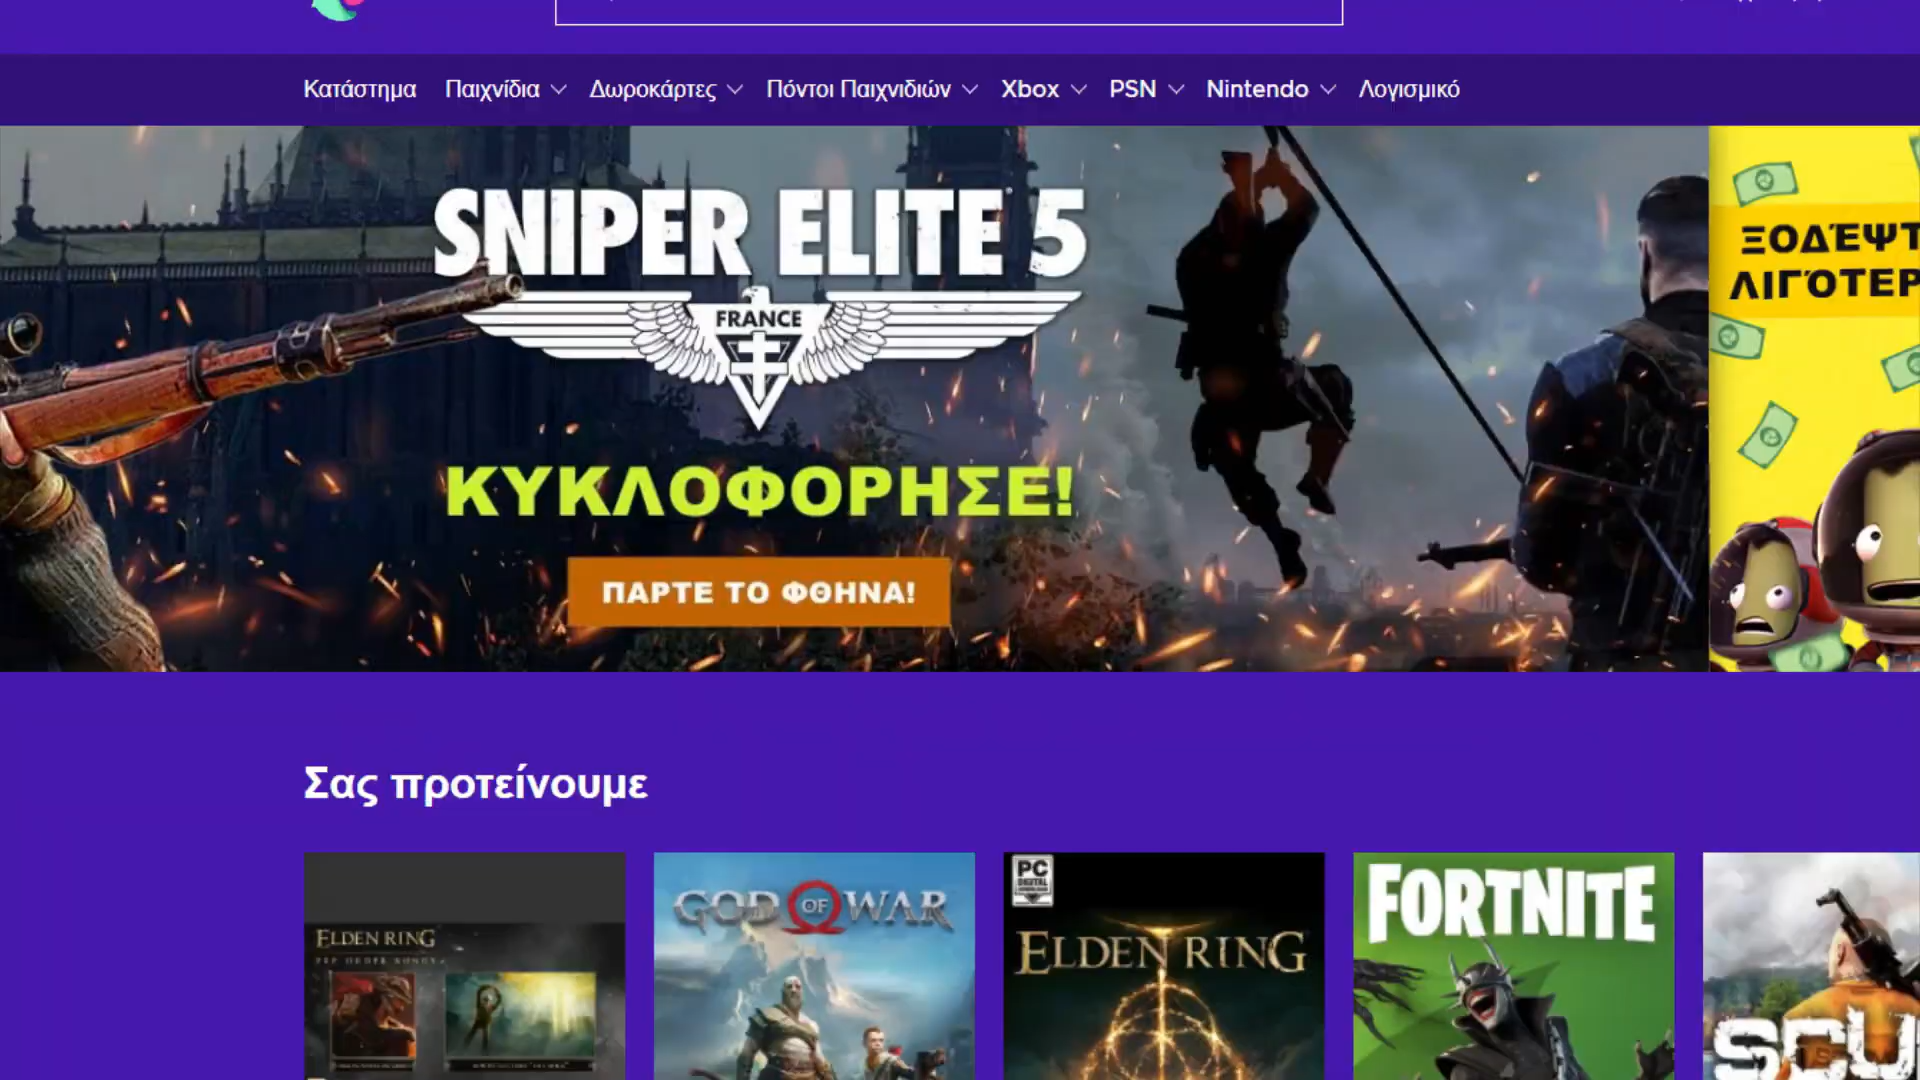 Κατάστημα Παιχνίδια Δωροκάρτες Πόντοι Παιχνιδιών Xbox PSN Nintendo Λογισμικό
SNIPER ELITE 5
FRANCE
ΚΥΚΛΟΦΟΡΗΣΕ!
ΠΑΡΤΕ ΤΟ ΦΘΗΝΑ!
Σας προτείνουμε
ELDEN RING
GOD OF WAR
PC
DIGITAL
ELDEN RING
FORTNITE